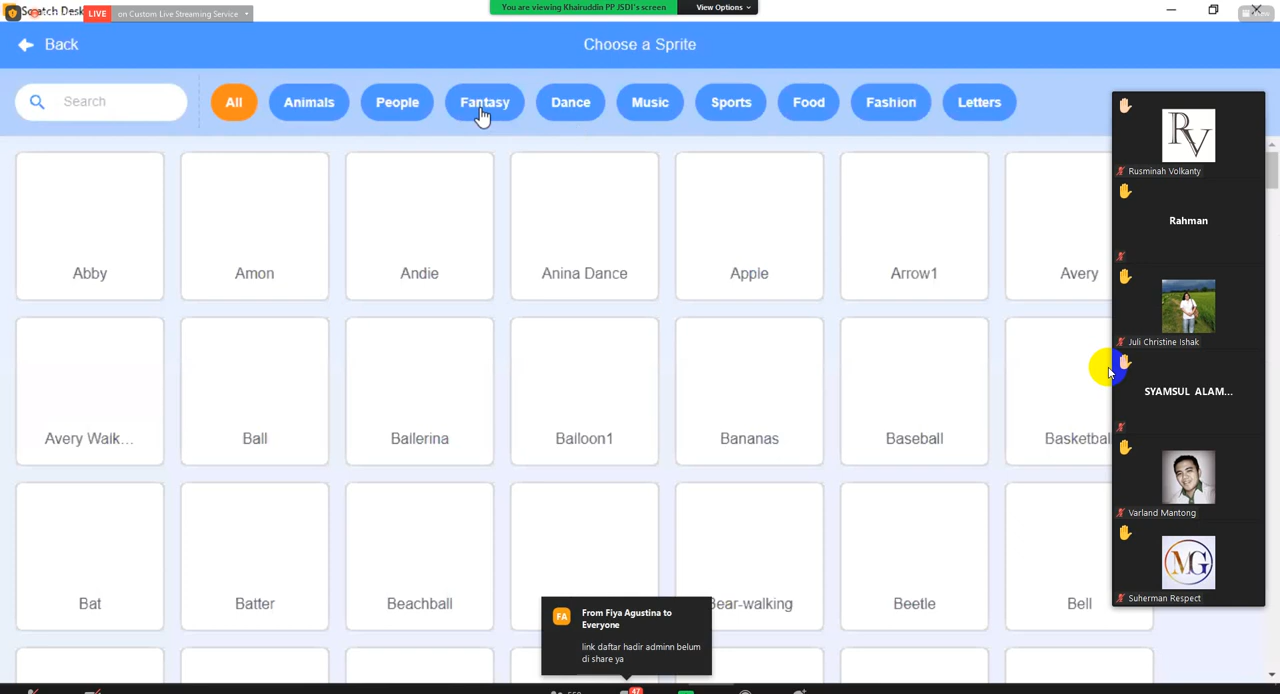 Scratch Desk
LIVE
on Custom Live Streaming Service
You are viewing Khairuddin PP JSDI's screen
View Options
View
Back
Choose a Sprite
Search
All
Animals
People
Fantasy
Dance
Music
Sports
Food
Fashion
Letters
RV
Rusminah Volkanty
Rahman
Juli Christine Ishak
SYAMSUL ALAM...
Varland Mantong
MG
Suherman Respect
Abby
Amon
Andie
Anina Dance
Apple
Arrow1
Avery
Avery Walk...
Ball
Ballerina
Balloon1
Bananas
Baseball
Basketball
Bat
Batter
Beachball
Bear-walking
Beetle
Bell
FA
From Fiya Agustina to
Everyone
link daftar hadir adminn belum
di share ya
47